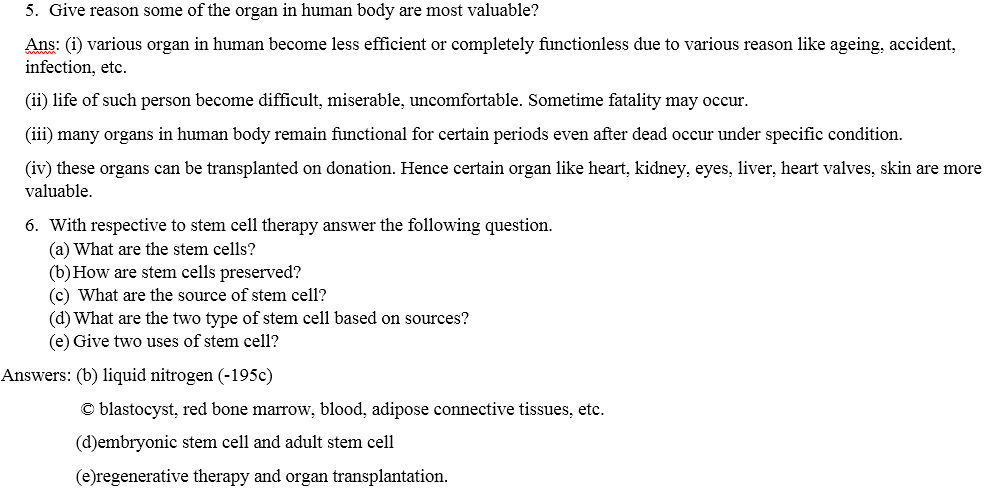 5. Give reason some of the organ in human body are most valuable?
Ans: (i) various organ in human become less efficient or completely functionless due to various reason like ageing, accident,
infection, etc.
(ii) life of such person become difficult, miserable, uncomfortable. Sometime fatality may occur.
(iii) many organs in human body remain functional for certain periods even after dead occur under specific condition.
(iv) these organs can be transplanted on donation. Hence certain organ like heart, kidney, eyes, liver, heart valves, skin are more
valuable.
6. With respective to stem cell therapy answer the following question.
(a) What are the stem cells?
(b) How are stem cells preserved?
(c) What are the source of stem cell?
(d) What are the two type of stem cell based on sources?
(e) Give two uses of stem cell?
Answers: (b) liquid nitrogen (-195c)
© blastocyst, red bone marrow, blood, adipose connective tissues, etc.
(d)embryonic stem cell and adult stem cell
(e)regenerative therapy and organ transplantation.